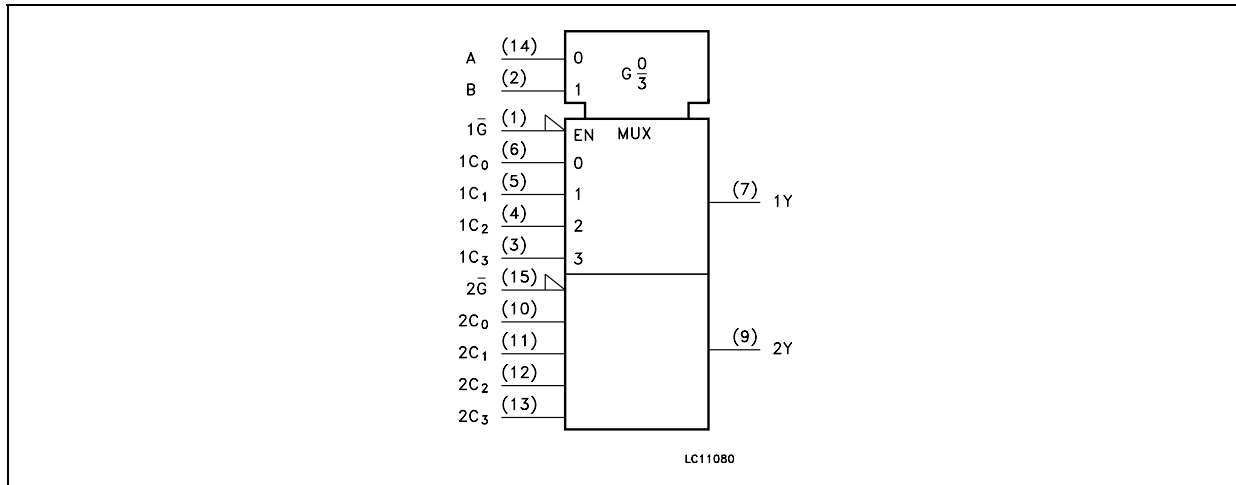 A (14) 0 G 0/3
B (2) 1
1G̅ (1) EN MUX
1C₀ (6) 0
1C₁ (5) 1
(7) 1Y
1C₂ (4) 2
1C₃ (3) 3
2G̅ (15)
2C₀ (10)
2C₁ (11)
(9) 2Y
2C₂ (12)
2C₃ (13)
LC11080